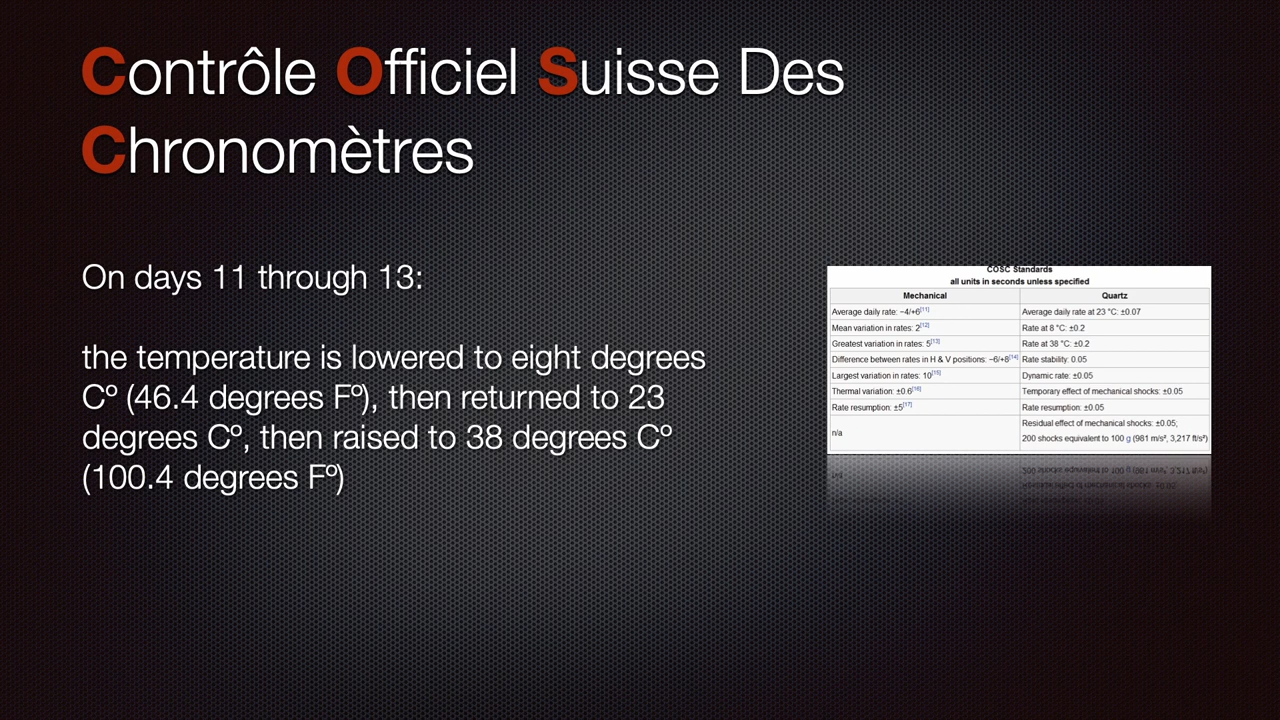 Contrôle Officiel Suisse Des
Chronomètres
On days 11 through 13:
the temperature is lowered to eight degrees
Cº (46.4 degrees Fº), then returned to 23
degrees Cº, then raised to 38 degrees Cº
(100.4 degrees Fº)
COSC Standards
all units in seconds unless specified
Mechanical Quartz
Average daily rate: −4/+6[11] Average daily rate at 23 °C: ±0.07
Mean variation in rates: 2[12] Rate at 8 °C: ±0.2
Greatest variation in rates: 5[13] Rate at 38 °C: ±0.2
Difference between rates in H & V positions: −6/+8[14] Rate stability: 0.05
Largest variation in rates: 10[15] Dynamic rate: ±0.05
Thermal variation: ±0.6[16] Temporary effect of mechanical shocks: ±0.05
Rate resumption: ±5[17] Rate resumption: ±0.05
n/a Residual effect of mechanical shocks: ±0.05;
200 shocks equivalent to 100 g (981 m/s², 3,217 ft/s²)